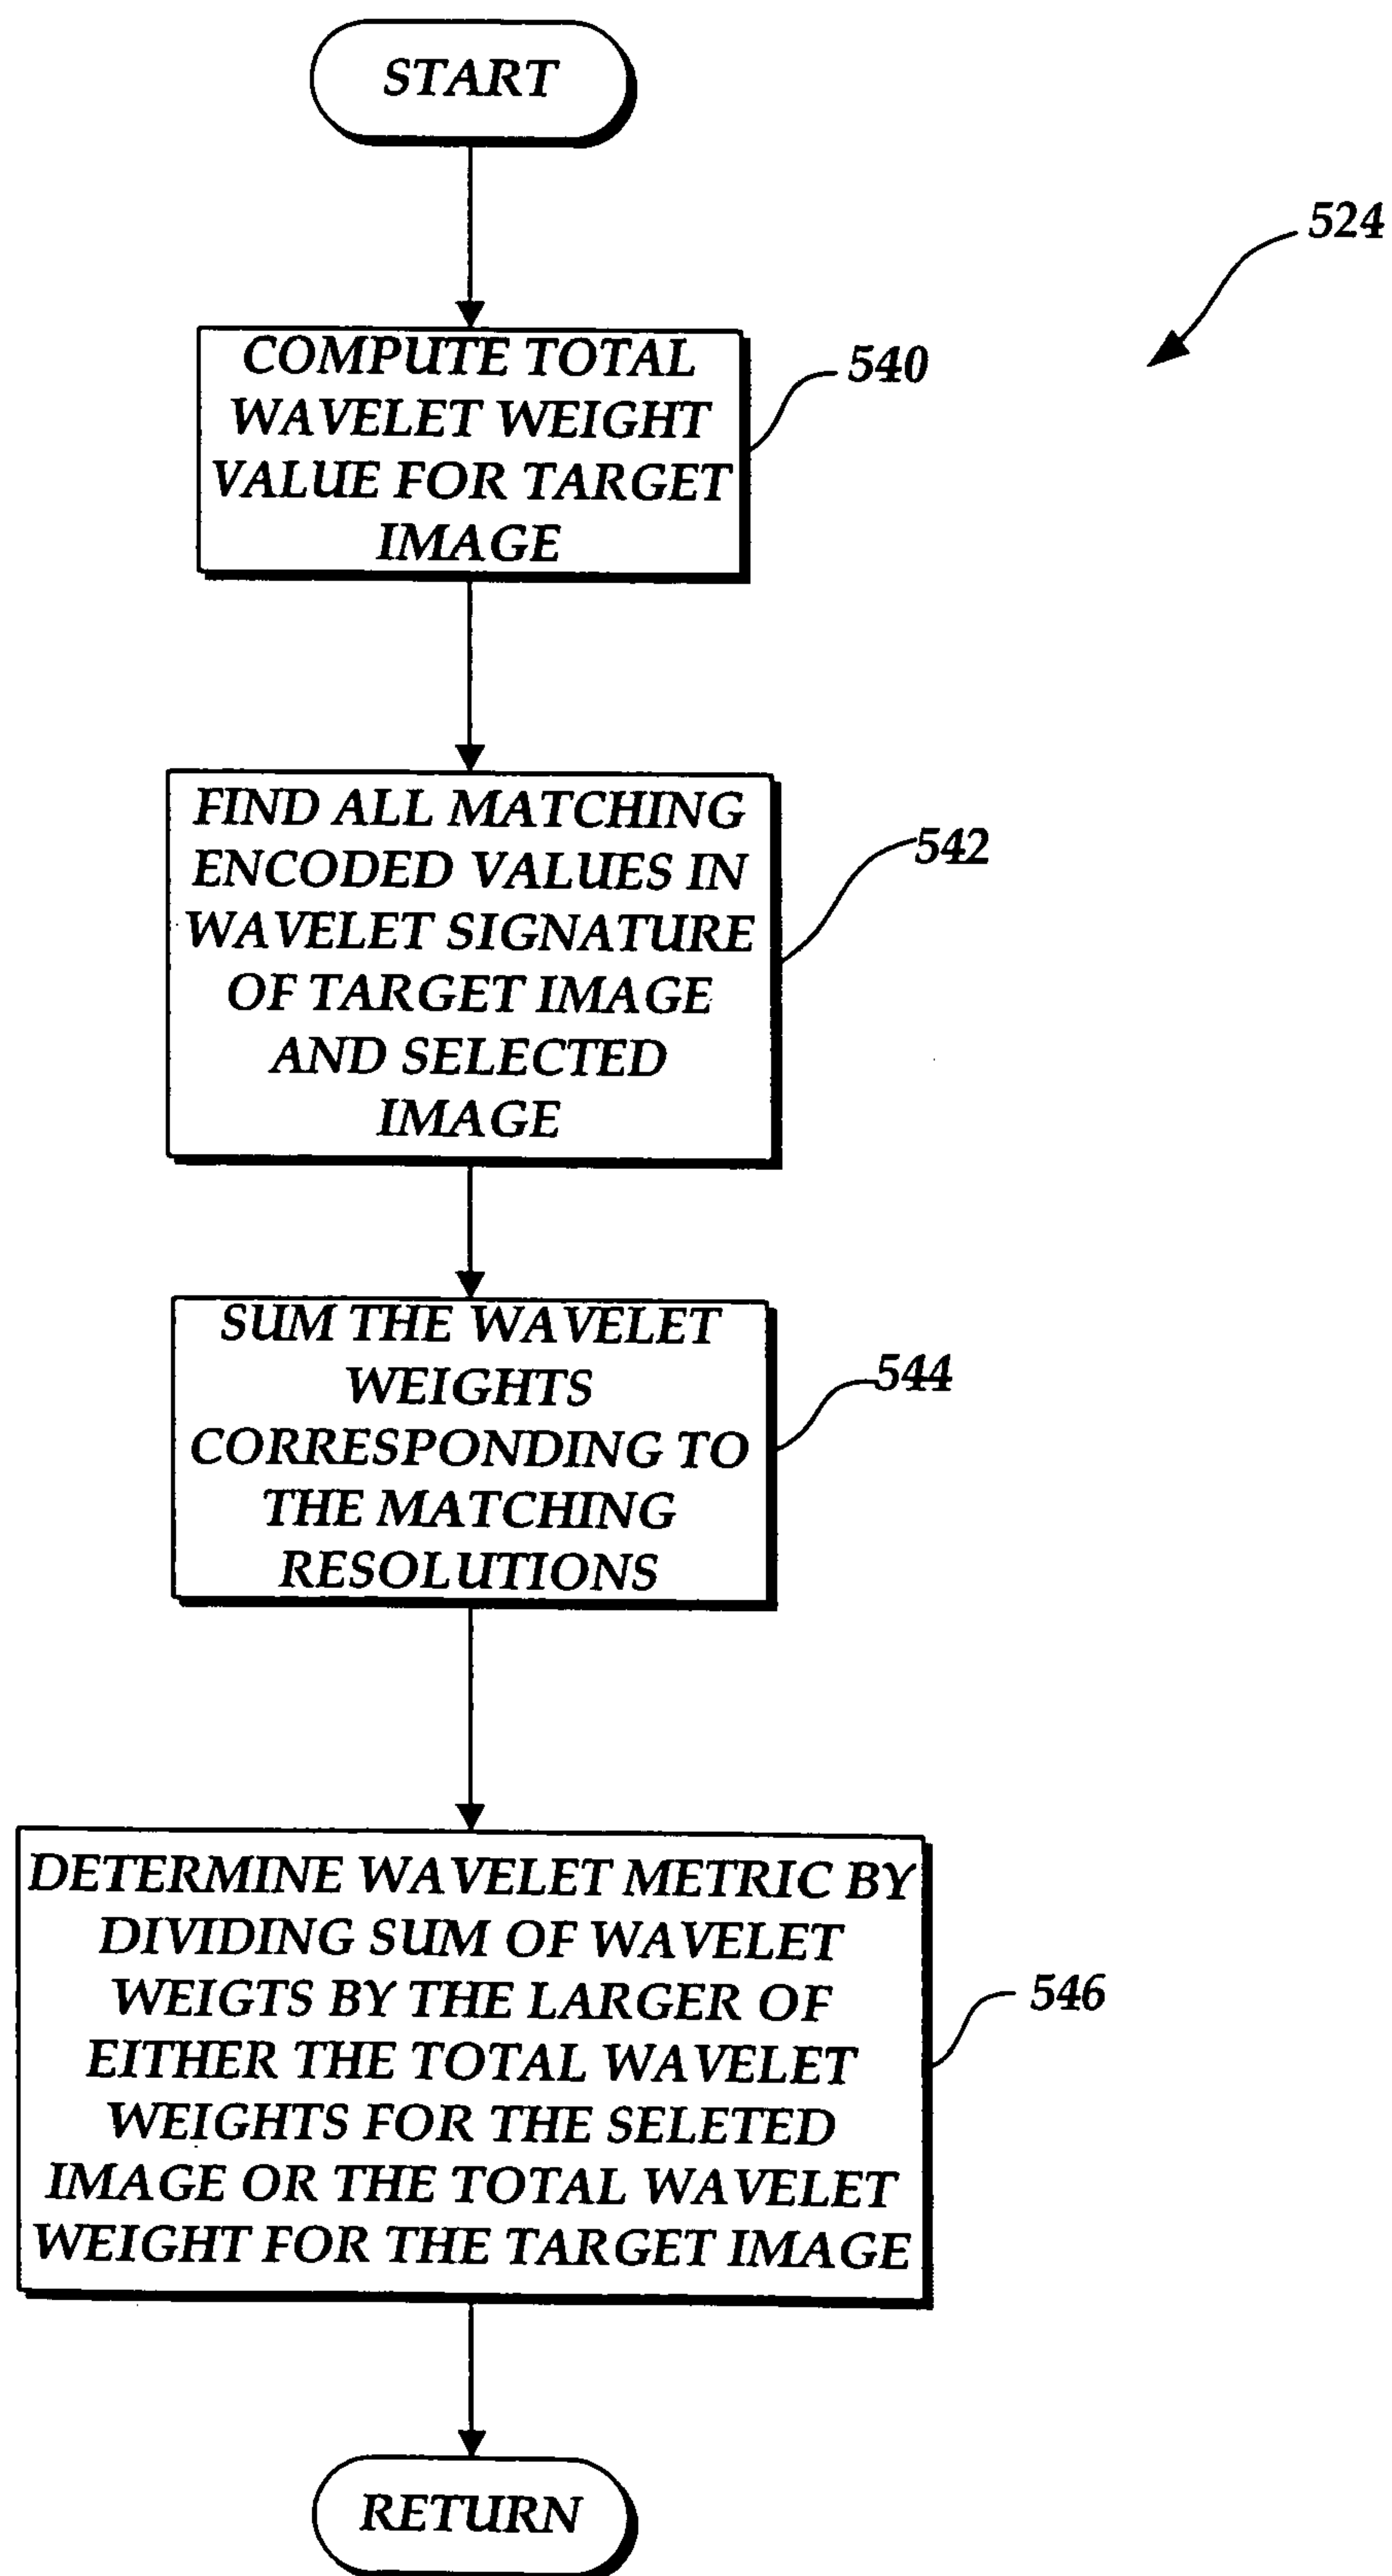 START
524
COMPUTE TOTAL
WAVELET WEIGHT
VALUE FOR TARGET
IMAGE
540
FIND ALL MATCHING
ENCODED VALUES IN
WAVELET SIGNATURE
OF TARGET IMAGE
AND SELECTED
IMAGE
542
SUM THE WAVELET
WEIGHTS
CORRESPONDING TO
THE MATCHING
RESOLUTIONS
544
DETERMINE WAVELET METRIC BY
DIVIDING SUM OF WAVELET
WEIGTS BY THE LARGER OF
EITHER THE TOTAL WAVELET
WEIGHTS FOR THE SELETED
IMAGE OR THE TOTAL WAVELET
WEIGHT FOR THE TARGET IMAGE
546
RETURN